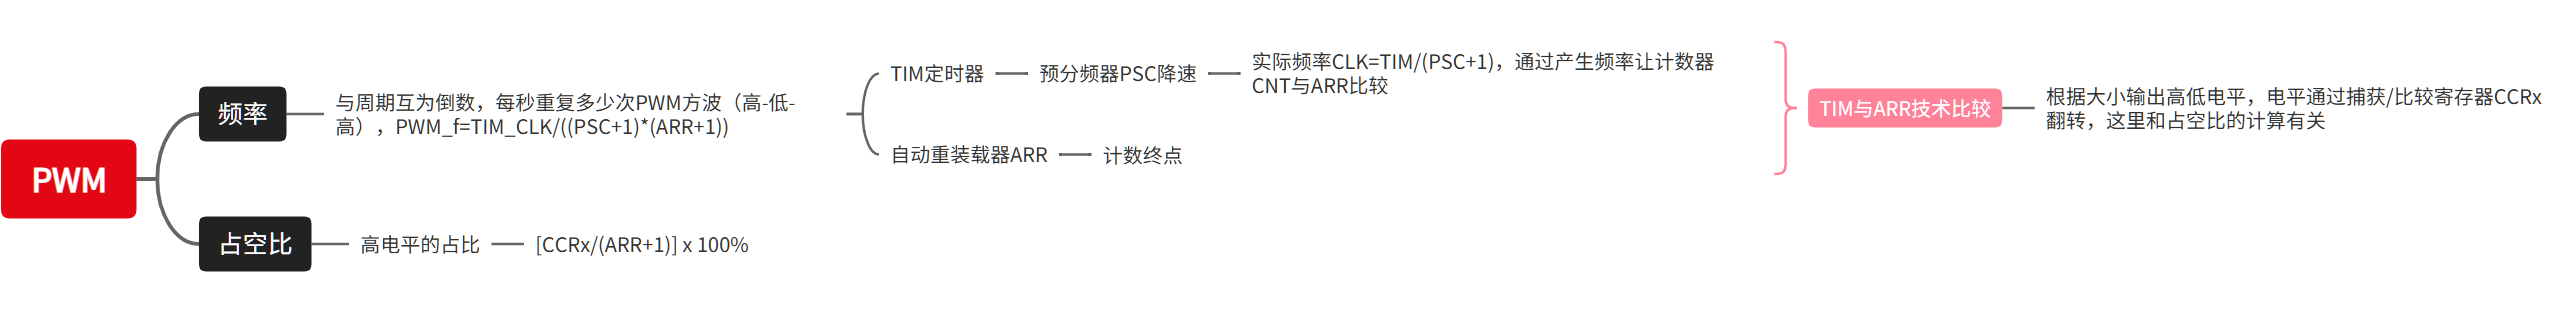 PWM
频率
与周期互为倒数，每秒重复多少次PWM方波（高-低-
高），PWM_f=TIM_CLK/((PSC+1)*(ARR+1))
TIM定时器
预分频器PSC降速
实际频率CLK=TIM/(PSC+1)，通过产生频率让计数器
CNT与ARR比较
自动重装载器ARR
计数终点
TIM与ARR技术比较
根据大小输出高低电平，电平通过捕获/比较寄存器CCRx
翻转，这里和占空比的计算有关
占空比
高电平的占比
[CCRx/(ARR+1)] x 100%